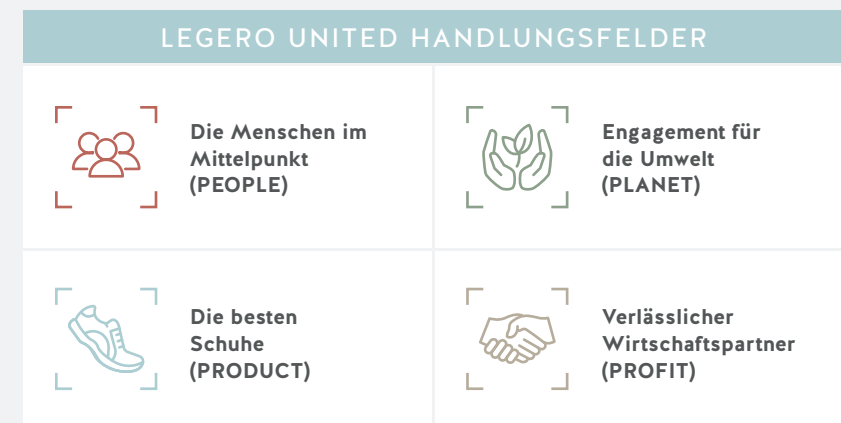 LEGERO UNITED HANDLUNGSFELDER
Die Menschen im
Mittelpunkt
(PEOPLE)
Engagement für
die Umwelt
(PLANET)
Die besten
Schuhe
(PRODUCT)
Verlässlicher
Wirtschaftspartner
(PROFIT)